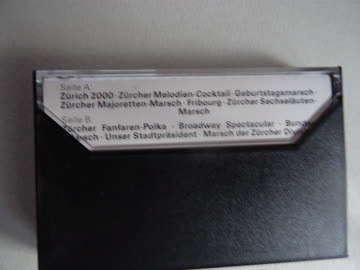 Seite A:
Zürich 2000 · Zürcher Melodien-Cocktail · Geburtstagsmarsch ·
Zürcher Majoretten-Marsch · Fribourg · Zürcher Sechseläuten-
Marsch
Seite B:
Zürcher Fanfaren-Polka · Broadway Spectacular ·
· Unser Stadtpräsident · Marsch der Zürcher